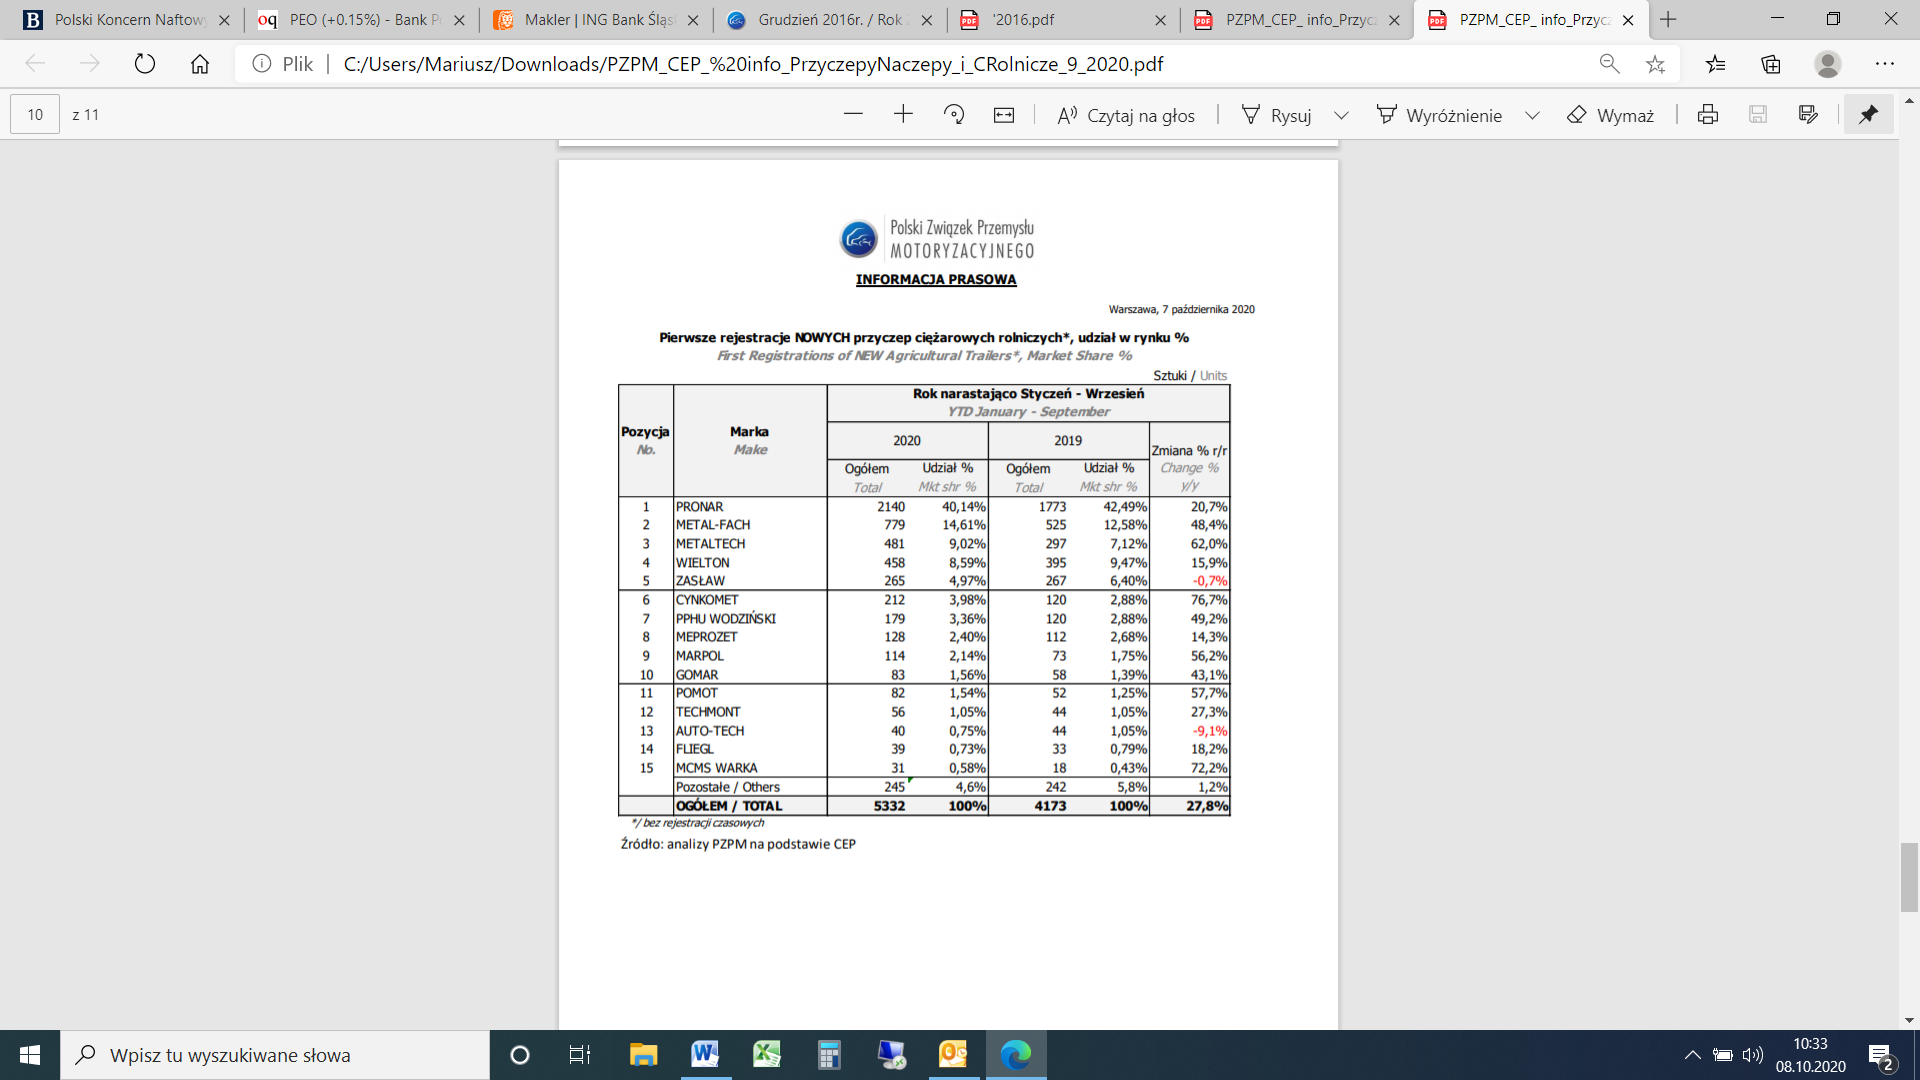 Polski Koncern Naftow
PEO (+0.15%) - Bank P
Makler | ING Bank Śląs
Grudzień 2016r. / Rok
'2016.pdf
PZPM_CEP_ info_Przycz
PZPM_CEP_ info_Przycz
Plik
C:/Users/Mariusz/Downloads/PZPM_CEP_%20info_PrzyczepyNaczepy_i_CRolnicze_9_2020.pdf
10 z 11 Czytaj na głos Rysuj Wyróżnienie Wymaż
Polski Związek Przemysłu
MOTORYZACYJNEGO
INFORMACJA PRASOWA
Warszawa, 7 października 2020
Pierwsze rejestracje NOWYCH przyczep ciężarowych rolniczych*, udział w rynku %
First Registrations of NEW Agricultural Trailers*, Market Share %
Sztuki / Units
Rok narastająco Styczeń - Wrzesień
YTD January - September
Pozycja Marka 2020 2019 Zmiana % r/r
No. Make Ogółem Udział % Ogółem Udział % Change %
Total Mkt shr % Total Mkt shr % y/y
1 PRONAR 2140 40,14% 1773 42,49% 20,7%
2 METAL-FACH 779 14,61% 525 12,58% 48,4%
3 METALTECH 481 9,02% 297 7,12% 62,0%
4 WIELTON 458 8,59% 395 9,47% 15,9%
5 ZASŁAW 265 4,97% 267 6,40% -0,7%
6 CYNKOMET 212 3,98% 120 2,88% 76,7%
7 PPHU WODZIŃSKI 179 3,36% 120 2,88% 49,2%
8 MEPROZET 128 2,40% 112 2,68% 14,3%
9 MARPOL 114 2,14% 73 1,75% 56,2%
10 GOMAR 83 1,56% 58 1,39% 43,1%
11 POMOT 82 1,54% 52 1,25% 57,7%
12 TECHMONT 56 1,05% 44 1,05% 27,3%
13 AUTO-TECH 40 0,75% 44 1,05% -9,1%
14 FLIEGL 39 0,73% 33 0,79% 18,2%
15 MCMS WARKA 31 0,58% 18 0,43% 72,2%
Pozostałe / Others 245 4,6% 242 5,8% 1,2%
OGÓŁEM / TOTAL 5332 100% 4173 100% 27,8%
*/ bez rejestracji czasowych
Źródło: analizy PZPM na podstawie CEP
Wpisz tu wyszukiwane słowa
10:33
08.10.2020
2